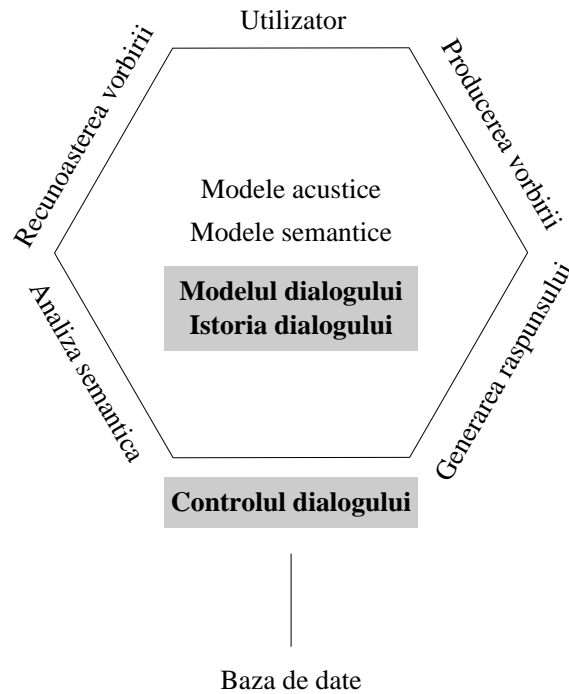 Utilizator
Recunoasterea vorbirii
Producerea vorbirii
Modele acustice
Modele semantice
Modelul dialogului
Istoria dialogului
Analiza semantica
Generarea raspunsului
Controlul dialogului
Baza de date